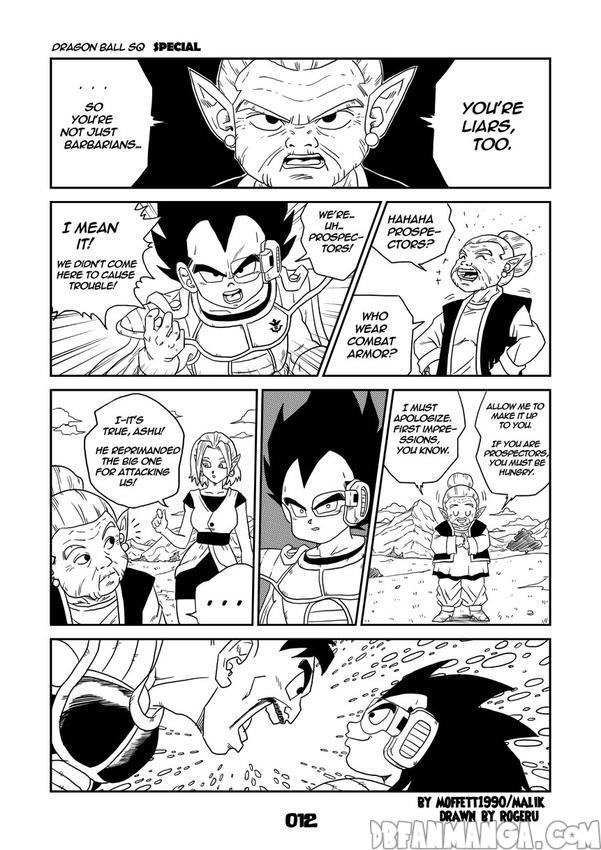 DRAGON BALL SQ SPECIAL
. . .
SO
YOU'RE
NOT JUST
BARBARIANS...
YOU'RE
LIARS,
TOO.
I MEAN
IT!
WE DIDN'T COME
HERE TO CAUSE
TROUBLE!
WE'RE...
UH...
PROSPEC-
TORS!
HAHAHA
PROSPEC-
TORS?
WHO
WEAR
COMBAT
ARMOR?
I-IT'S
TRUE, ASHU!
HE REPRIMANDED
THE BIG ONE
FOR ATTACKING
US!
. . . .
I MUST
APOLOGIZE.
FIRST IMPRE-
SSIONS,
YOU KNOW.
ALLOW ME TO
MAKE IT UP
TO YOU.
IF YOU
ARE
PROSPECTORS,
YOU MUST BE
HUNGRY.
BY MOFFETT1990/MALIK
DRAWN BY ROGERU
012
DBFANMANGA.COM